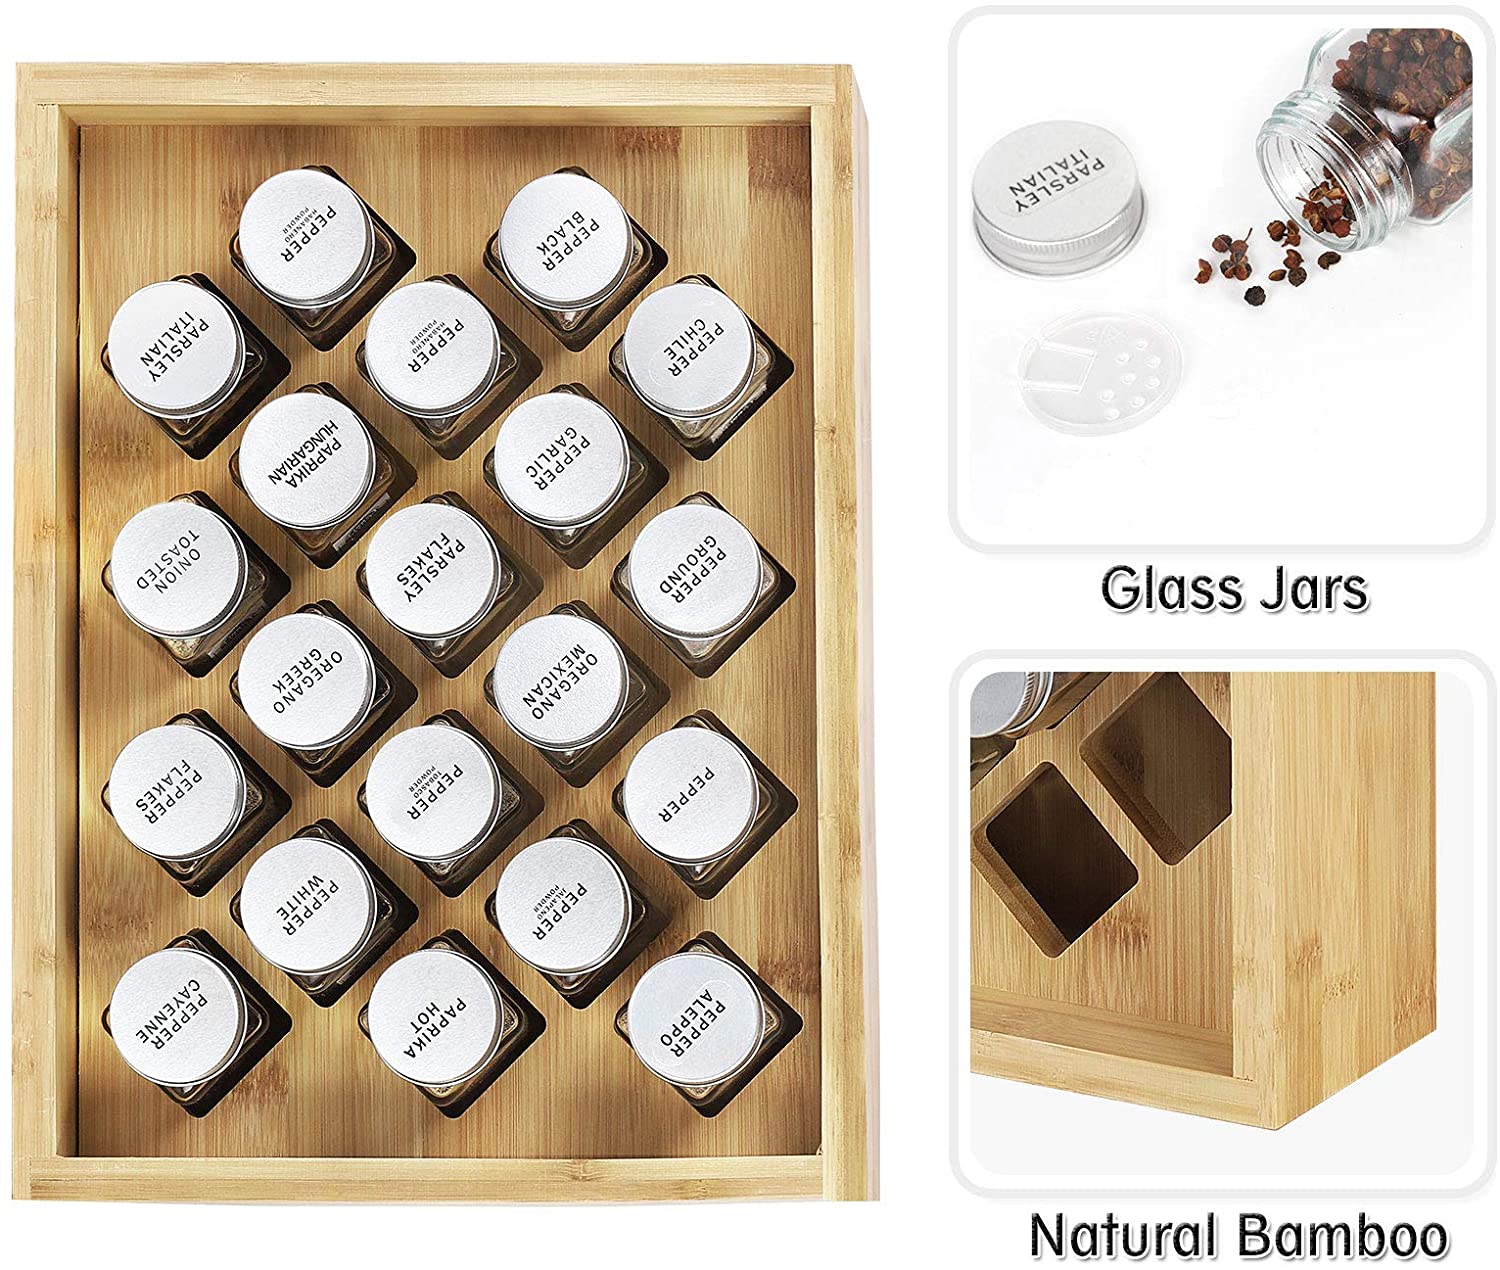 PEPPER
HABANERO
POWDER
PEPPER
BLACK
PARSLEY
ITALIAN
PEPPER
HABANERO
POWDER
PEPPER
CHILE
PAPRIKA
HUNGARIAN
PEPPER
GARLIC
ONION
TOASTED
PARSLEY
FLAKES
PEPPER
GROUND
OREGANO
GREEK
OREGANO
MEXICAN
PEPPER
FLAKES
PEPPER
TOBASCO
POWDER
PEPPER
PEPPER
WHITE
PEPPER
JALAPENO
POWDER
PEPPER
CAYENNE
PAPRIKA
HOT
PEPPER
ALEPPO
PARSLEY
ITALIAN
Glass Jars
Natural Bamboo